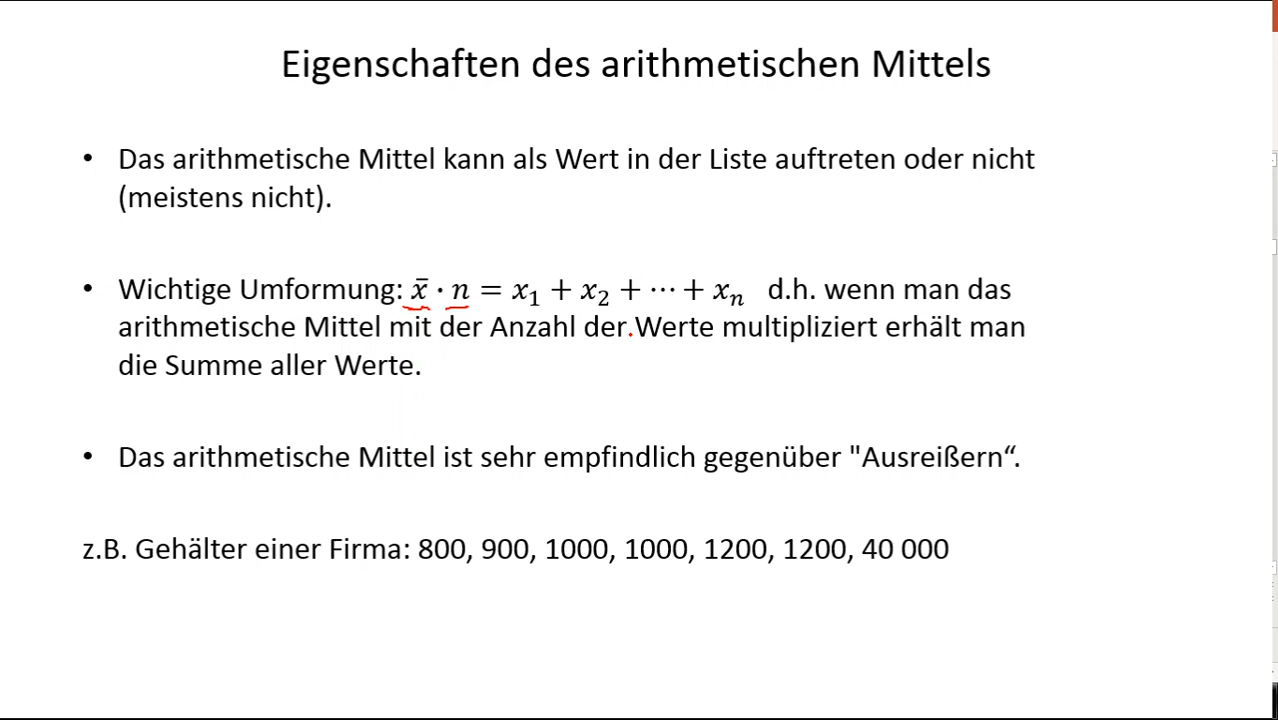 Eigenschaften des arithmetischen Mittels
• Das arithmetische Mittel kann als Wert in der Liste auftreten oder nicht
(meistens nicht).
• Wichtige Umformung: x̄ · n = x₁ + x₂ + ⋯ + xₙ d.h. wenn man das
arithmetische Mittel mit der Anzahl der Werte multipliziert erhält man
die Summe aller Werte.
• Das arithmetische Mittel ist sehr empfindlich gegenüber "Ausreißern“.
z.B. Gehälter einer Firma: 800, 900, 1000, 1000, 1200, 1200, 40 000